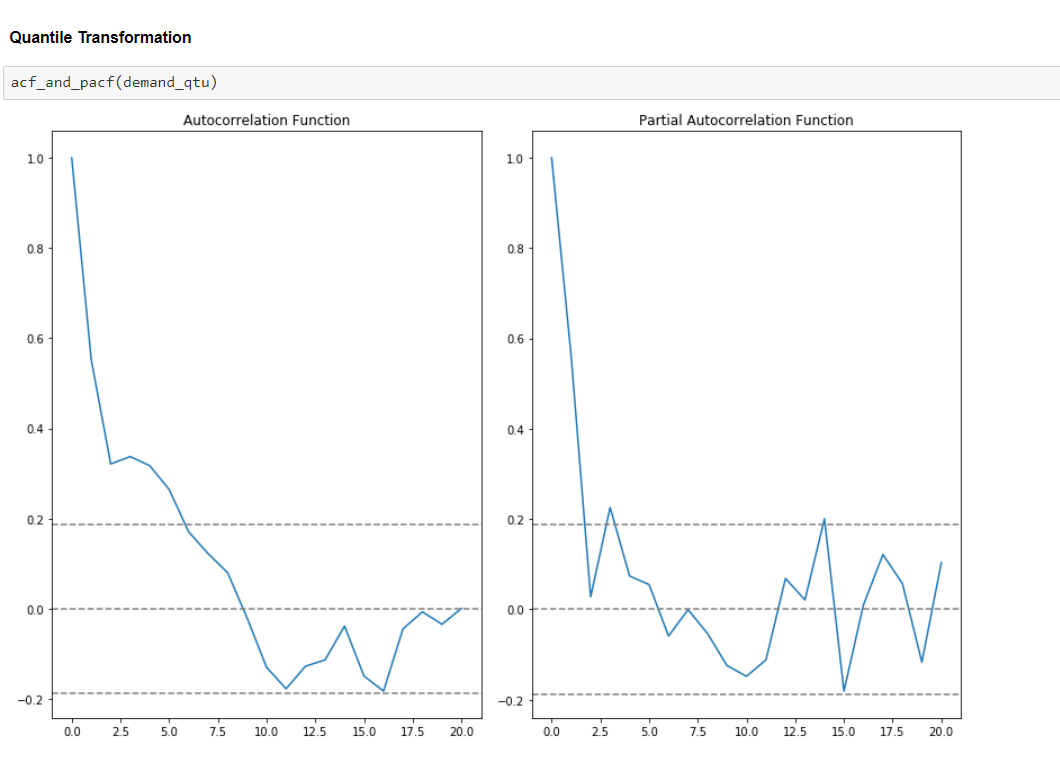 Quantile Transformation
acf_and_pacf(demand_qtu)
Autocorrelation Function
1.0
0.8
0.6
0.4
0.2
0.0
−0.2
0.0 2.5 5.0 7.5 10.0 12.5 15.0 17.5 20.0
Partial Autocorrelation Function
1.0
0.8
0.6
0.4
0.2
0.0
−0.2
0.0 2.5 5.0 7.5 10.0 12.5 15.0 17.5 20.0